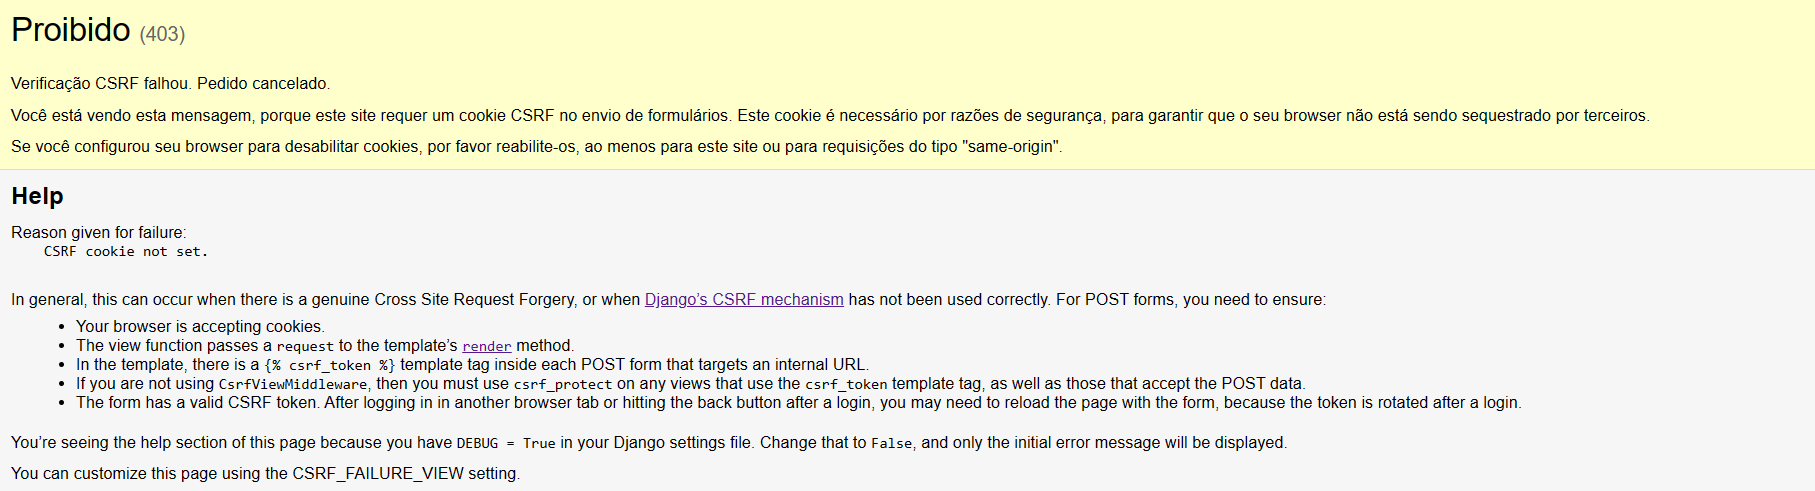 Proibido (403)
Verificação CSRF falhou. Pedido cancelado.
Você está vendo esta mensagem, porque este site requer um cookie CSRF no envio de formulários. Este cookie é necessário por razões de segurança, para garantir que o seu browser não está sendo sequestrado por terceiros.
Se você configurou seu browser para desabilitar cookies, por favor reabilite-os, ao menos para este site ou para requisições do tipo "same-origin".
Help
Reason given for failure:
CSRF cookie not set.
In general, this can occur when there is a genuine Cross Site Request Forgery, or when Django’s CSRF mechanism has not been used correctly. For POST forms, you need to ensure:
• Your browser is accepting cookies.
• The view function passes a request to the template’s render method.
• In the template, there is a {% csrf_token %} template tag inside each POST form that targets an internal URL.
• If you are not using CsrfViewMiddleware, then you must use csrf_protect on any views that use the csrf_token template tag, as well as those that accept the POST data.
• The form has a valid CSRF token. After logging in in another browser tab or hitting the back button after a login, you may need to reload the page with the form, because the token is rotated after a login.
You’re seeing the help section of this page because you have DEBUG = True in your Django settings file. Change that to False, and only the initial error message will be displayed.
You can customize this page using the CSRF_FAILURE_VIEW setting.